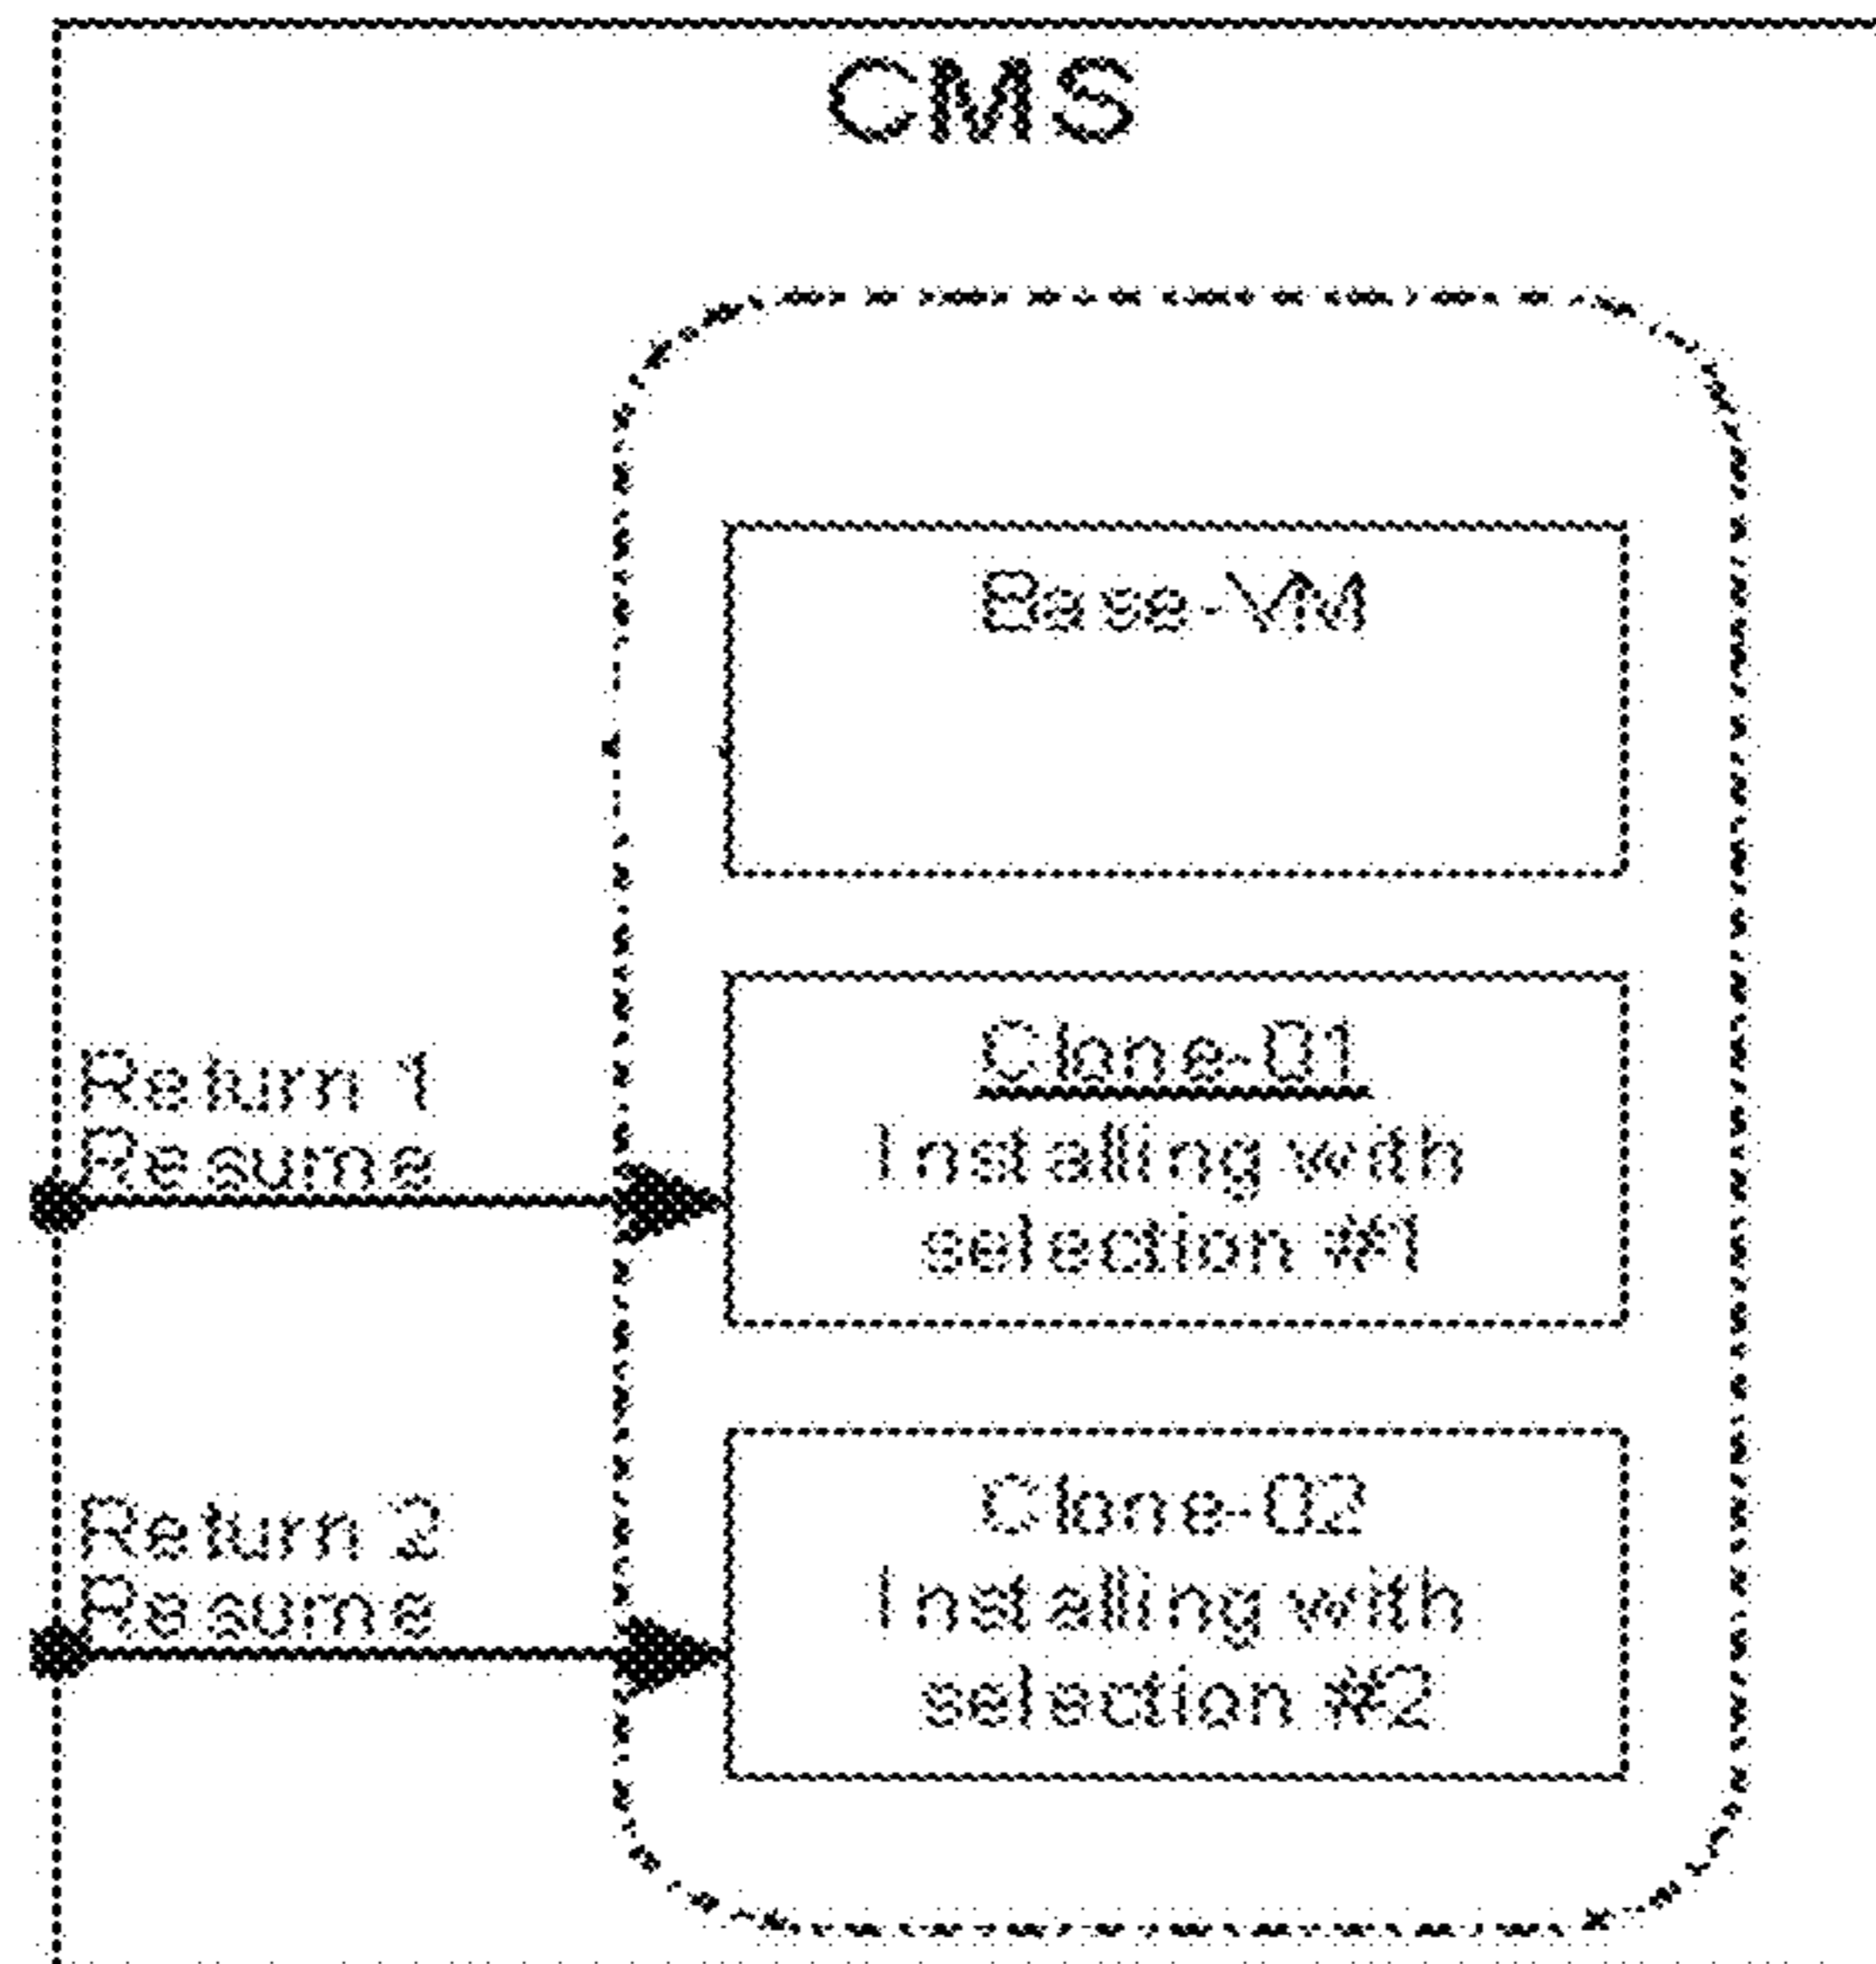 CMS
Base-VM
Return 1
Resume
Clone-01
Installing with
selection #1
Return 2
Resume
Clone-02
Installing with
selection #2